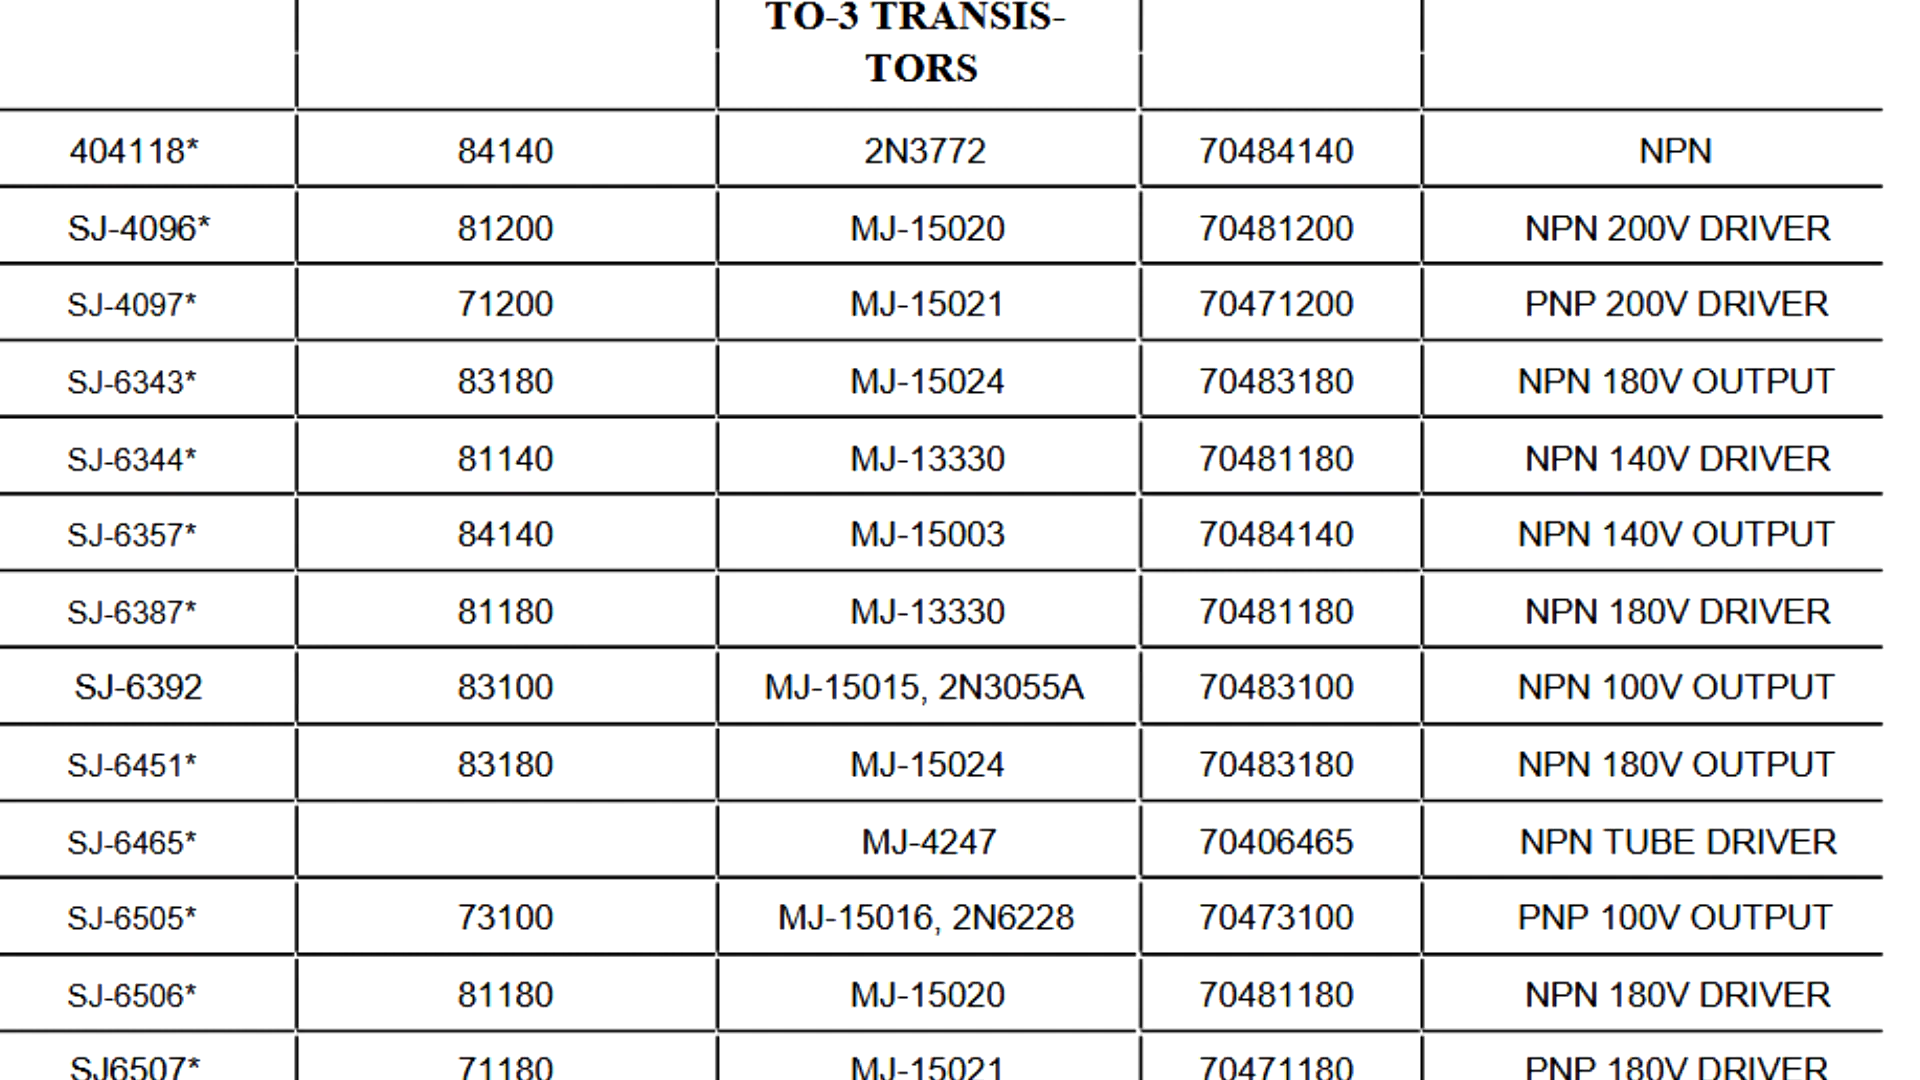 TO-3 TRANSIS-
TORS
404118* 84140 2N3772 70484140 NPN
SJ-4096* 81200 MJ-15020 70481200 NPN 200V DRIVER
SJ-4097* 71200 MJ-15021 70471200 PNP 200V DRIVER
SJ-6343* 83180 MJ-15024 70483180 NPN 180V OUTPUT
SJ-6344* 81140 MJ-13330 70481180 NPN 140V DRIVER
SJ-6357* 84140 MJ-15003 70484140 NPN 140V OUTPUT
SJ-6387* 81180 MJ-13330 70481180 NPN 180V DRIVER
SJ-6392 83100 MJ-15015, 2N3055A 70483100 NPN 100V OUTPUT
SJ-6451* 83180 MJ-15024 70483180 NPN 180V OUTPUT
SJ-6465* MJ-4247 70406465 NPN TUBE DRIVER
SJ-6505* 73100 MJ-15016, 2N6228 70473100 PNP 100V OUTPUT
SJ-6506* 81180 MJ-15020 70481180 NPN 180V DRIVER
SJ6507* 71180 MJ-15021 70471180 PNP 180V DRIVER